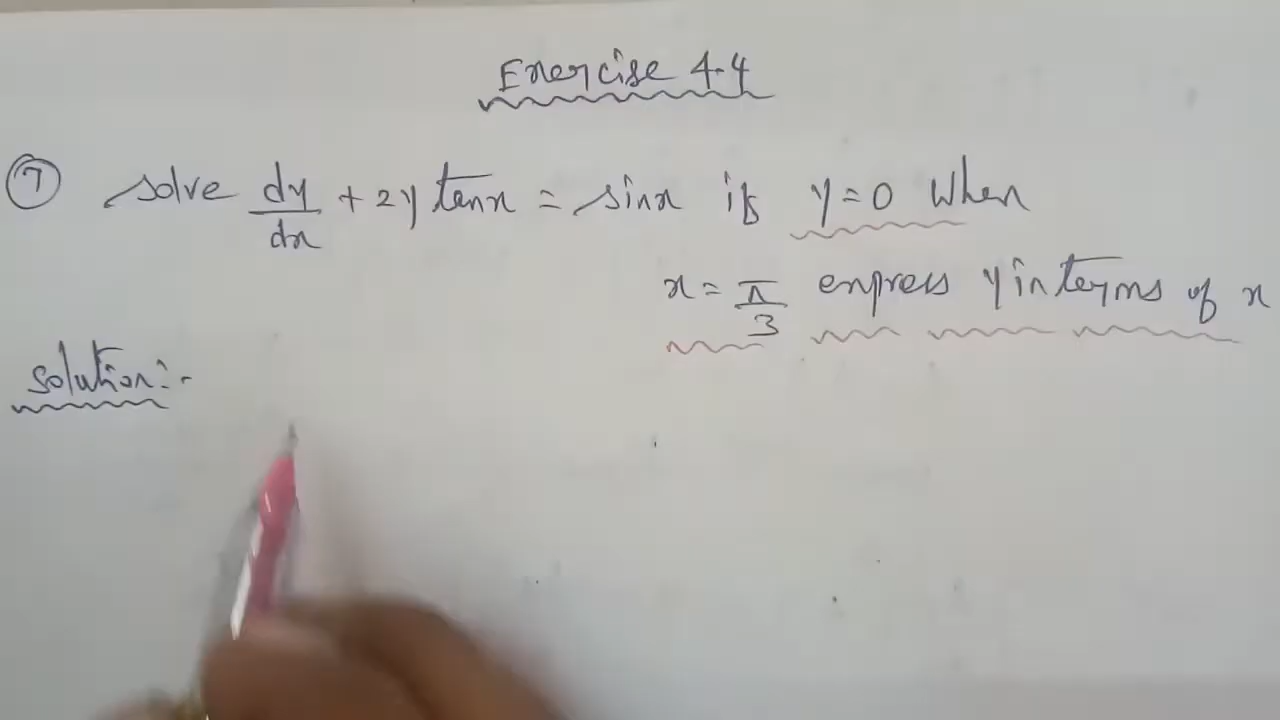 Exercise 4.4
⑦ solve dy/dx + 2y tanx = sinx if y=0 when
x = π/3 express y in terms of x
Solution:-